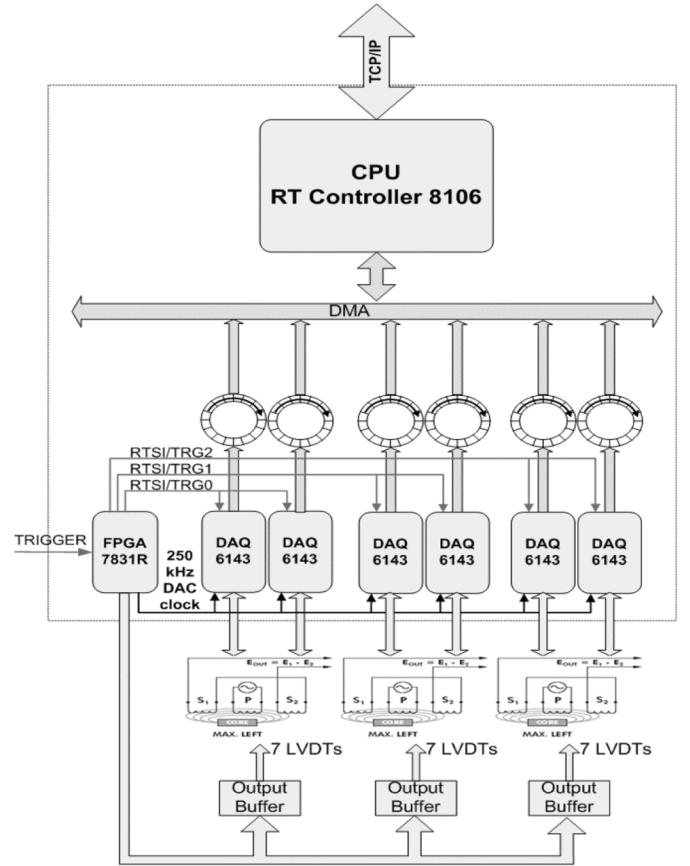 TCP/IP
CPU
RT Controller 8106
DMA
RTSI/TRG2
RTSI/TRG1
RTSI/TRG0
TRIGGER
FPGA
7831R
250
kHz
DAC
clock
DAQ
6143
DAQ
6143
DAQ
6143
DAQ
6143
DAQ
6143
DAQ
6143
EOUT = E1 - E2
S1
P
S2
CORE
MAX. LEFT
EOUT = E1 - E2
S1
P
S2
CORE
MAX. LEFT
EOUT = E1 - E2
S1
P
S2
CORE
MAX. LEFT
7 LVDTs
7 LVDTs
7 LVDTs
Output
Buffer
Output
Buffer
Output
Buffer